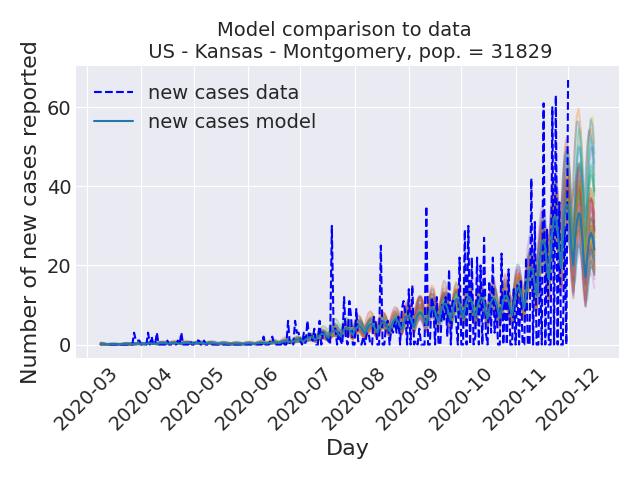 Model comparison to data
US - Kansas - Montgomery, pop. = 31829
Number of new cases reported
60
40
20
0
new cases data
new cases model
2020-03
2020-04
2020-05
2020-06
2020-07
2020-08
2020-09
2020-10
2020-11
2020-12
Day